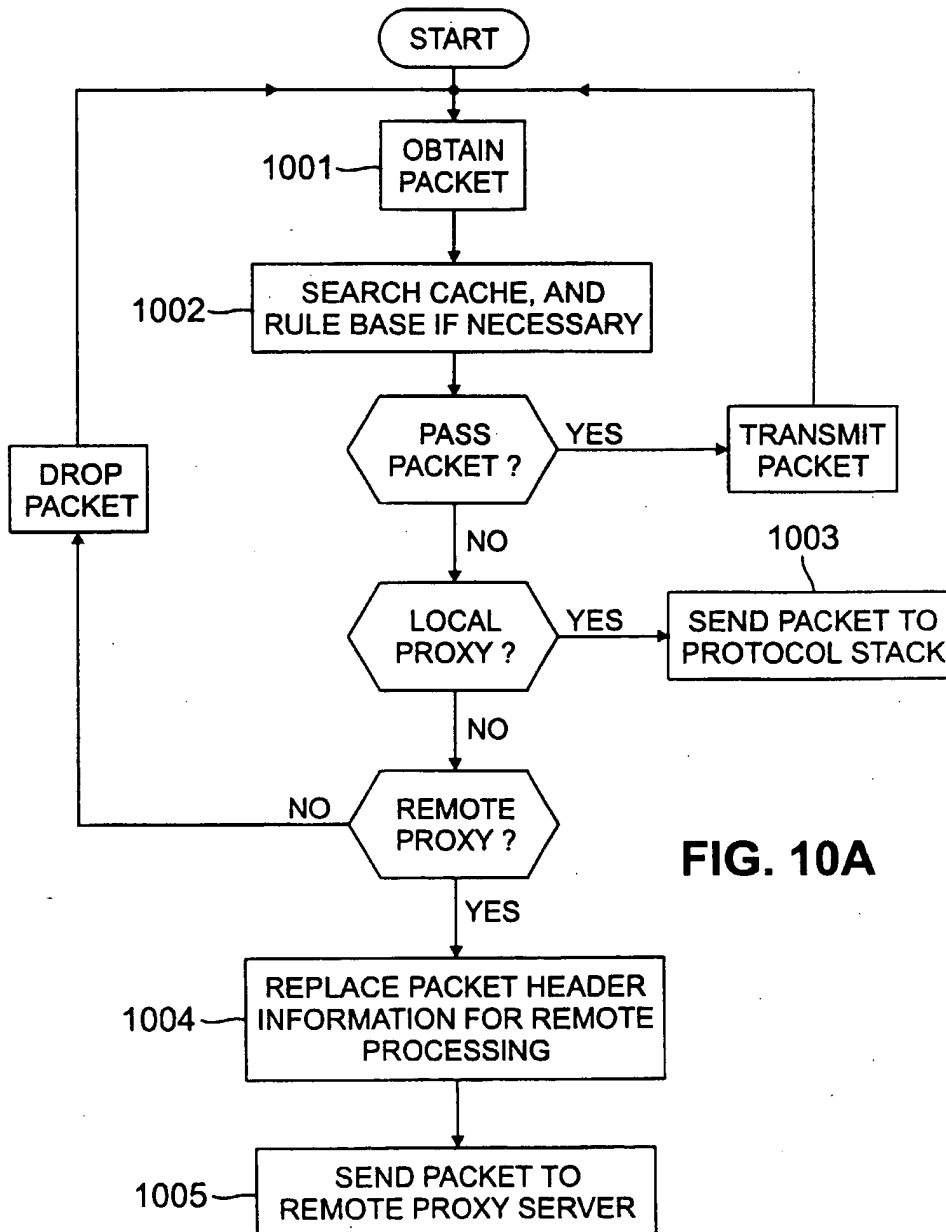 START
1001
OBTAIN
PACKET
1002
SEARCH CACHE, AND
RULE BASE IF NECESSARY
PASS
PACKET ?
YES
TRANSMIT
PACKET
DROP
PACKET
NO
1003
LOCAL
PROXY ?
YES
SEND PACKET TO
PROTOCOL STACK
NO
NO
REMOTE
PROXY ?
FIG. 10A
YES
1004
REPLACE PACKET HEADER
INFORMATION FOR REMOTE
PROCESSING
1005
SEND PACKET TO
REMOTE PROXY SERVER